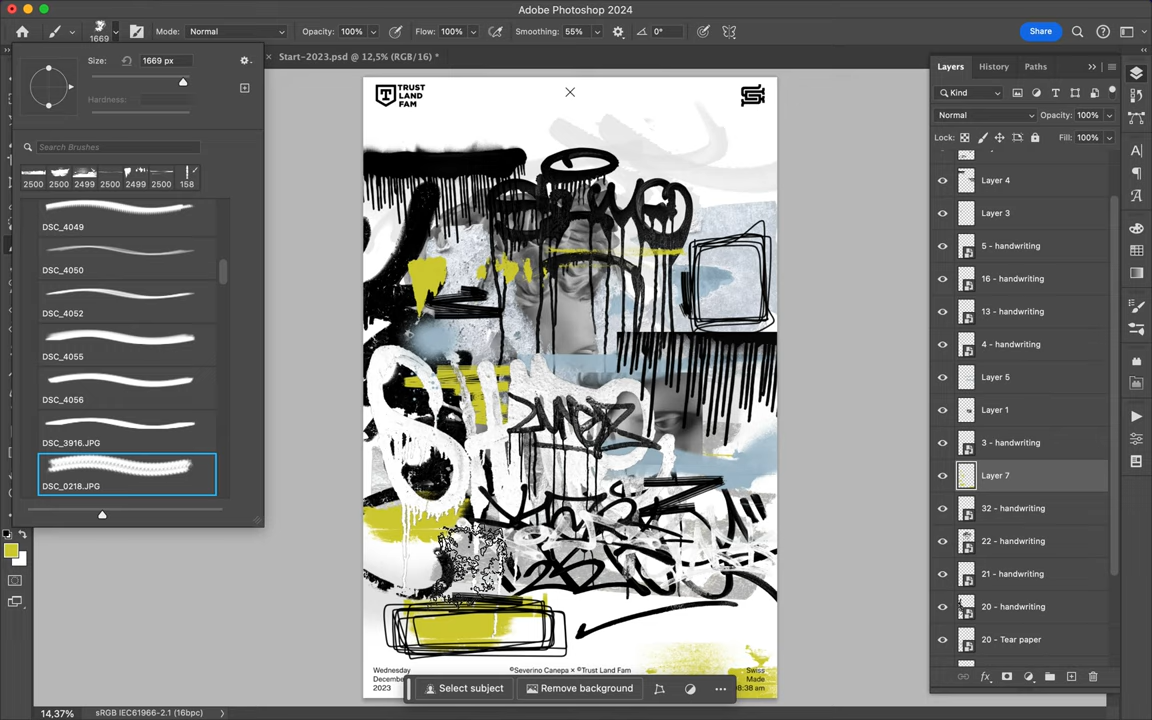 Adobe Photoshop 2024
1669
Mode:
Normal
Opacity:
100%
Flow:
100%
Smoothing:
55%
0°
Share
Size:
1669 px
Hardness:
Search Brushes
2500
2500
2499
2500
2499
2500
158
DSC_4049
DSC_4050
DSC_4052
DSC_4055
DSC_4056
DSC_3916.JPG
DSC_0218.JPG
Start-2023.psd @ 12,5% (RGB/16) *
TRUST
LAND
FAM
Wednesday
December
2023
©Severino Canepa × ©Trust Land Fam
Swiss
Made
08:38 am
Select subject
Remove background
Layers
History
Paths
Kind
Normal
Opacity:
100%
Lock:
Fill:
100%
Layer 4
Layer 3
5 - handwriting
16 - handwriting
13 - handwriting
4 - handwriting
Layer 5
Layer 1
3 - handwriting
Layer 7
32 - handwriting
22 - handwriting
21 - handwriting
20 - handwriting
20 - Tear paper
14,37%
sRGB IEC61966-2.1 (16bpc)